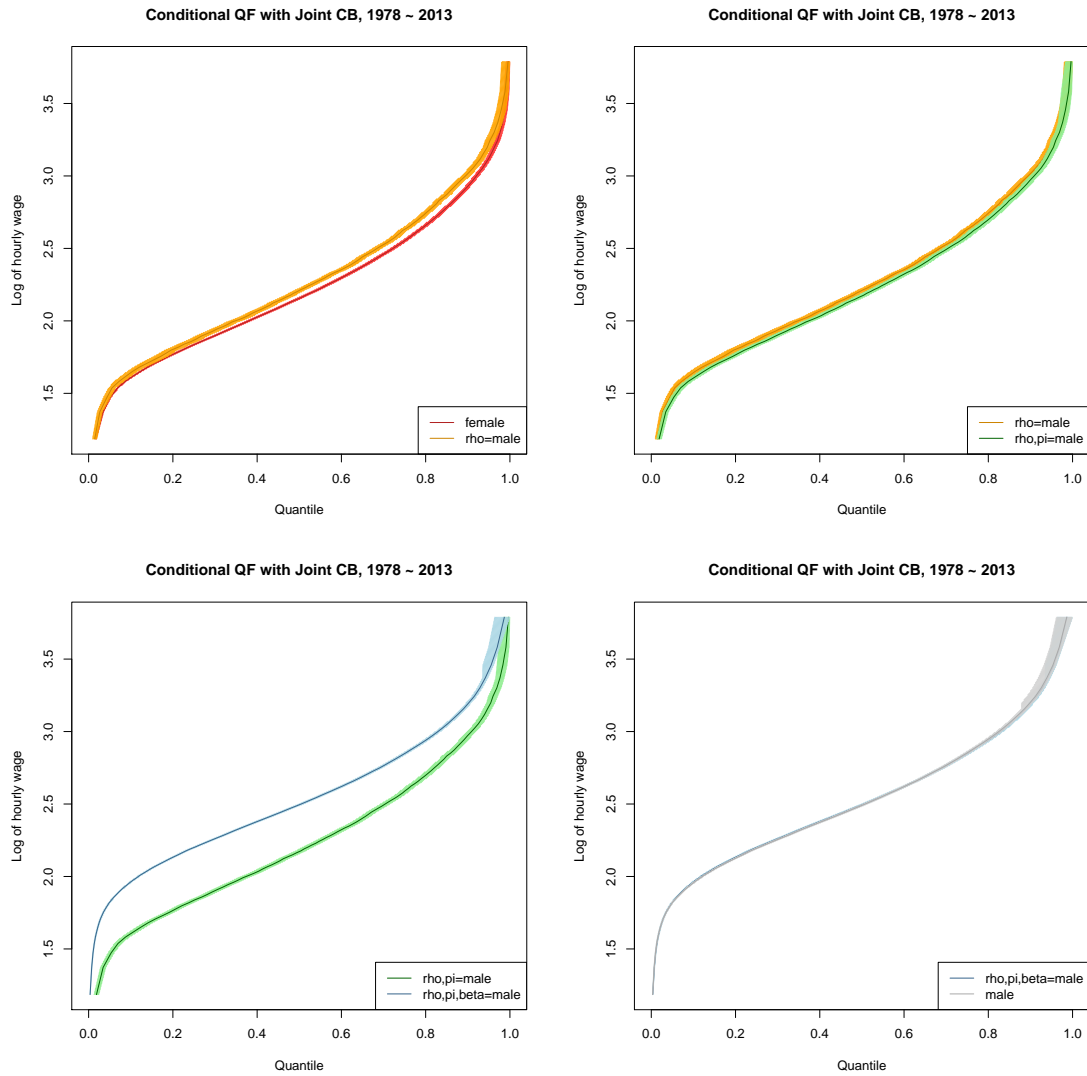 Conditional QF with Joint CB, 1978 ~ 2013
Log of hourly wage
3.5
3.0
2.5
2.0
1.5
female
rho=male
0.0 0.2 0.4 0.6 0.8 1.0
Quantile
Conditional QF with Joint CB, 1978 ~ 2013
Log of hourly wage
3.5
3.0
2.5
2.0
1.5
rho=male
rho,pi=male
0.0 0.2 0.4 0.6 0.8 1.0
Quantile
Conditional QF with Joint CB, 1978 ~ 2013
Log of hourly wage
3.5
3.0
2.5
2.0
1.5
rho,pi=male
rho,pi,beta=male
0.0 0.2 0.4 0.6 0.8 1.0
Quantile
Conditional QF with Joint CB, 1978 ~ 2013
Log of hourly wage
3.5
3.0
2.5
2.0
1.5
rho,pi,beta=male
male
0.0 0.2 0.4 0.6 0.8 1.0
Quantile